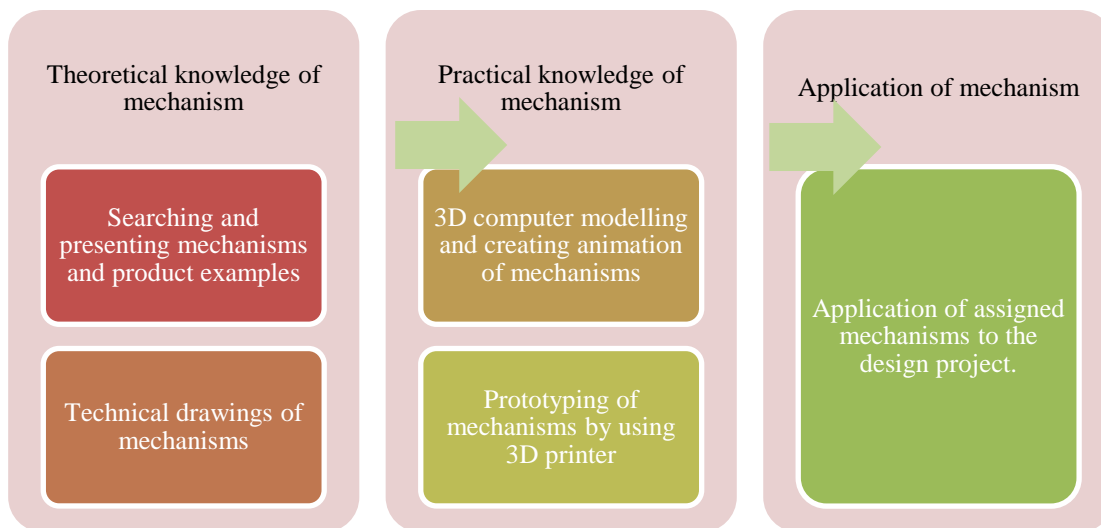 Theoretical knowledge of
mechanism
Searching and
presenting mechanisms
and product examples
Technical drawings of
mechanisms
Practical knowledge of
mechanism
3D computer modelling
and creating animation
of mechanisms
Prototyping of
mechanisms by using
3D printer
Application of mechanism
Application of assigned
mechanisms to the
design project.